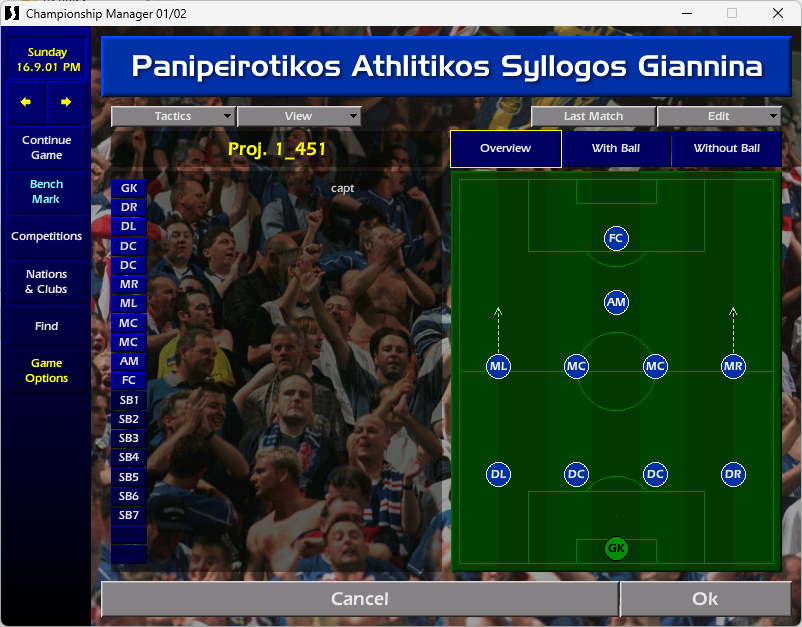 Championship Manager 01/02
Sunday
16.9.01 PM
Continue
Game
Bench
Mark
Competitions
Nations
& Clubs
Find
Game
Options
Panipeirotikos Athlitikos Syllogos Giannina
Tactics
View
Last Match
Edit
Proj. 1_451
Overview
With Ball
Without Ball
GK
capt
DR
DL
DC
DC
MR
ML
MC
MC
AM
FC
SB1
SB2
SB3
SB4
SB5
SB6
SB7
FC
AM
ML
MC
MC
MR
DL
DC
DC
DR
GK
Cancel
Ok